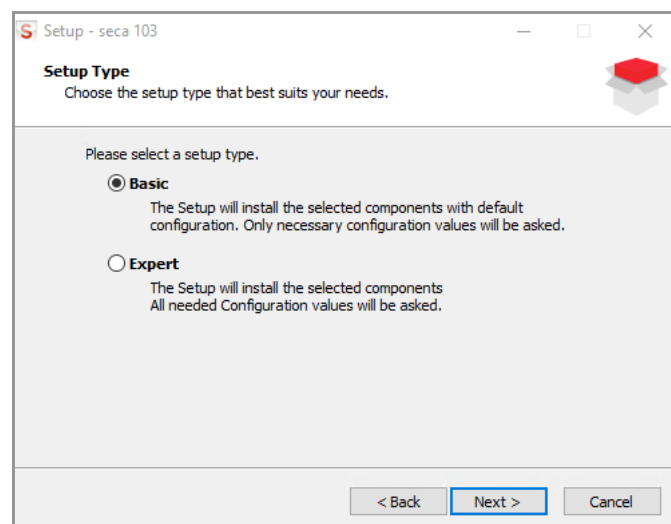 S Setup - seca 103
Setup Type
Choose the setup type that best suits your needs.
Please select a setup type.
Basic
The Setup will install the selected components with default
configuration. Only necessary configuration values will be asked.
Expert
The Setup will install the selected components
All needed Configuration values will be asked.
< Back Next > Cancel